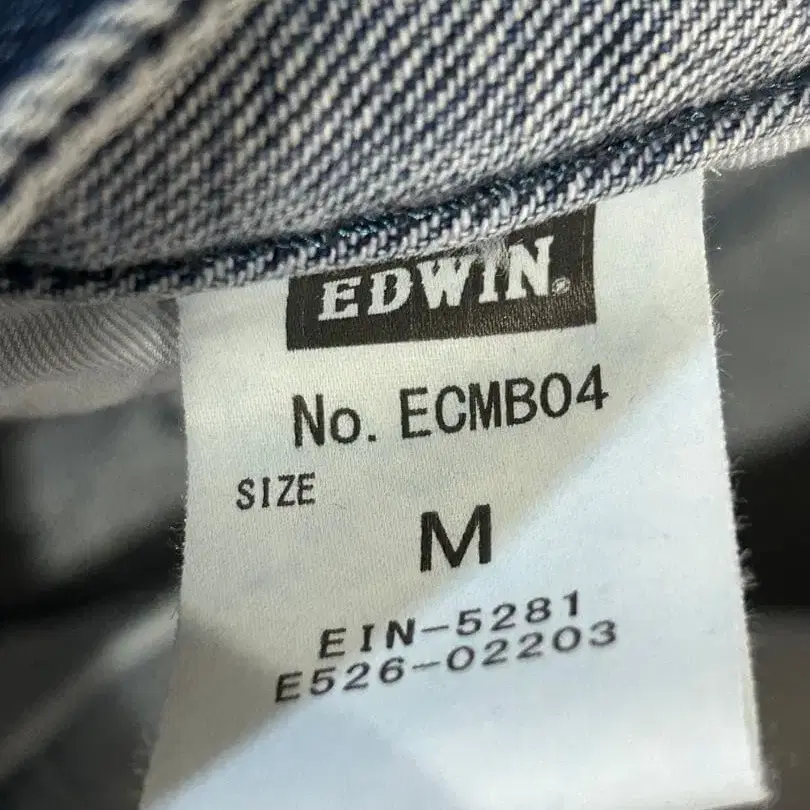 EDWIN.
No. ECMB04
SIZE
M
EIN-5281
E526-02203